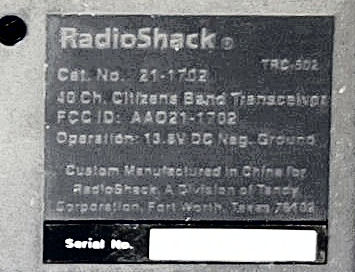 RadioShack®
TRC-502
Cat. No. 21-1702
40 Ch. Citizens Band Transceiver
FCC ID: AAO21-1702
Operation: 13.8V DC Neg. Ground
Custom Manufactured in China for
RadioShack, A Division of Tandy
Corporation, Fort Worth, Texas 76102
Serial No.